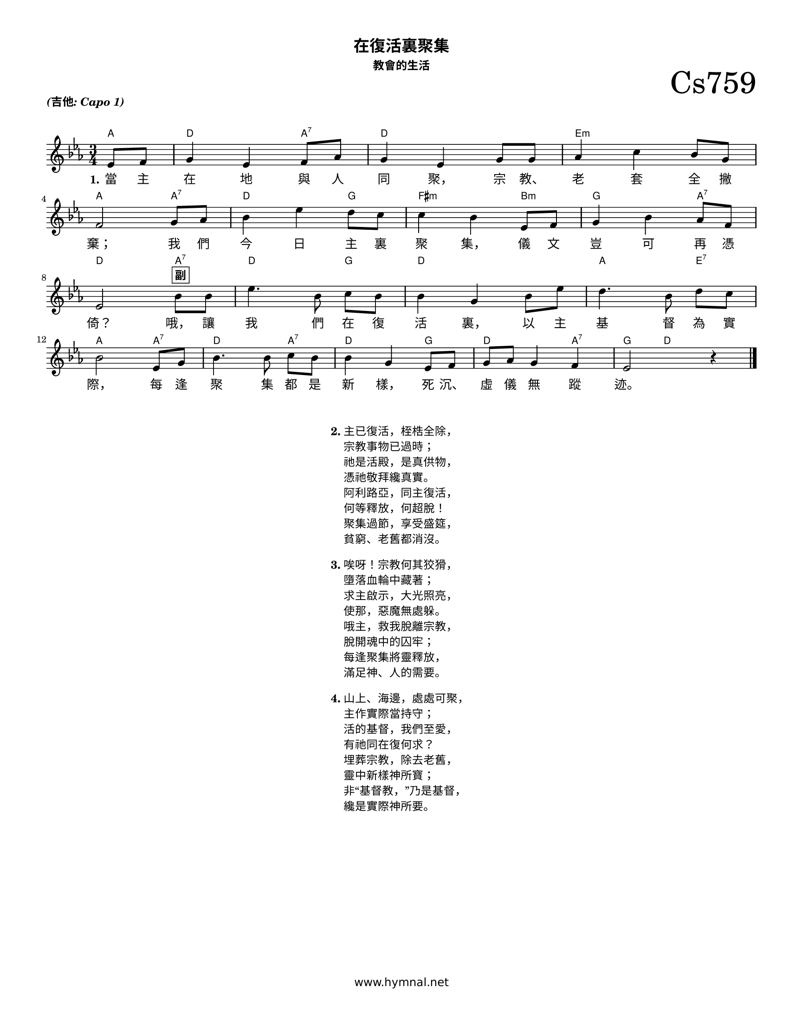 在復活裏聚集
教會的生活
Cs759
(吉他: Capo 1)
A D A7 D Em
1. 當 主 在 地 與 人 同 聚， 宗 教、 老 套 全 撇
4 A A7 D G F♯m Bm G A7
棄； 我 們 今 日 主 裏 聚 集， 儀 文 豈 可 再 憑
8 D A7 D G D A E7
副
倚？ 哦， 讓 我 們 在 復 活 裏， 以 主 基 督 為 實
12 A A7 D A7 D G Em D A7 G D
際， 每 逢 聚 集 都 是 新 樣， 死 沉、 虛 儀 無 蹤 迹。
2. 主已復活，桎梏全除，
宗教事物已過時；
祂是活殿，是真供物，
憑祂敬拜纔真實。
阿利路亞，同主復活，
何等釋放，何超脫！
聚集過節，享受盛筵，
貧窮、老舊都消沒。
3. 唉呀！宗教何其狡猾，
墮落血輪中藏著；
求主啟示，大光照亮，
使那，惡魔無處躲。
哦主，救我脫離宗教，
脫開魂中的囚牢；
每逢聚集將靈釋放，
滿足神、人的需要。
4. 山上、海邊，處處可聚，
主作實際當持守；
活的基督，我們至愛，
有祂同在復何求？
埋葬宗教，除去老舊，
靈中新樣神所寶；
非“基督教，”乃是基督，
纔是實際神所要。
www.hymnal.net